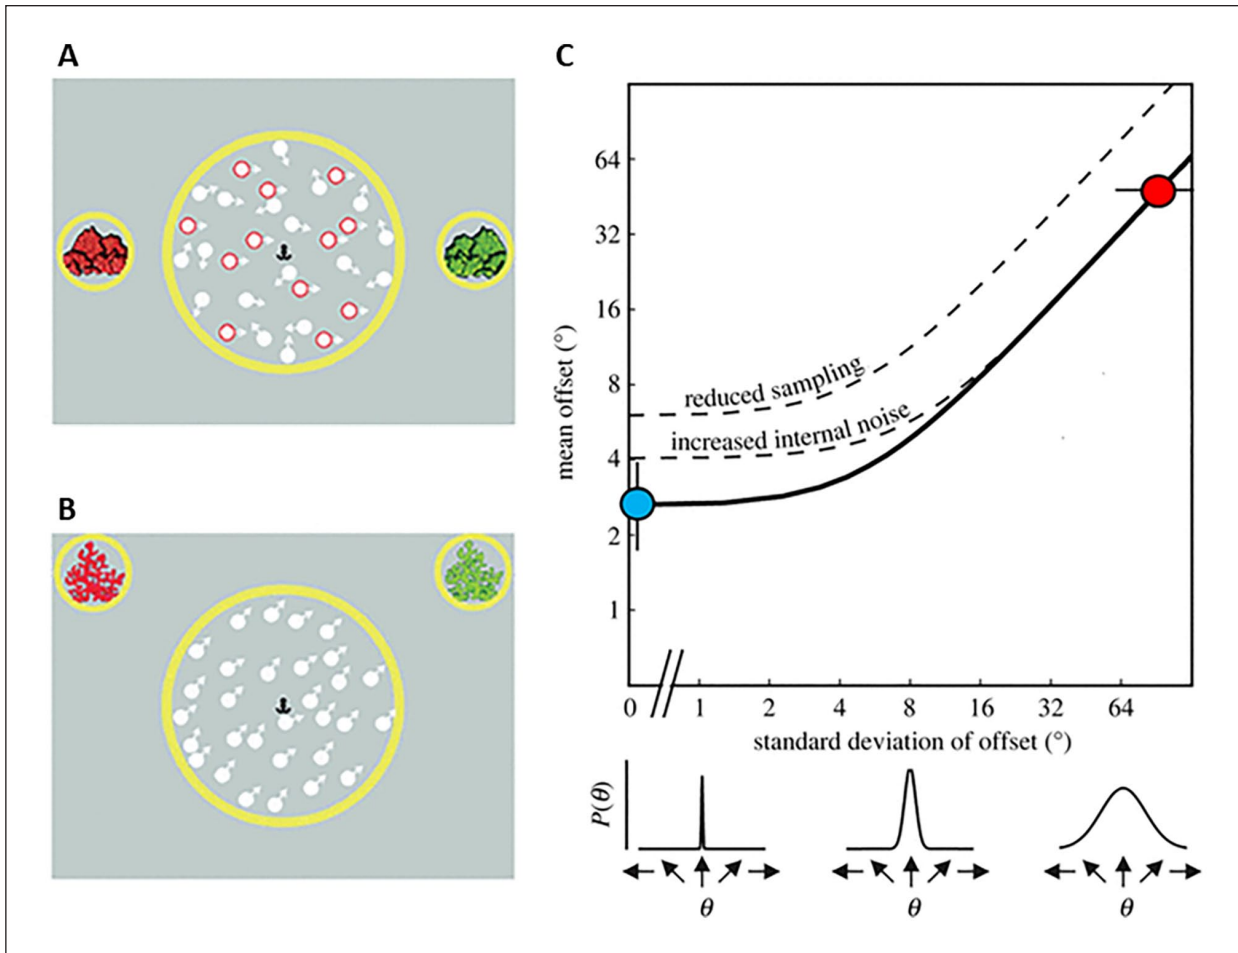 A
B
C
64
32
16
8
4
2
1
mean offset (°)
reduced sampling
increased internal noise
0 1 2 4 8 16 32 64
standard deviation of offset (°)
P(θ)
θ θ θ